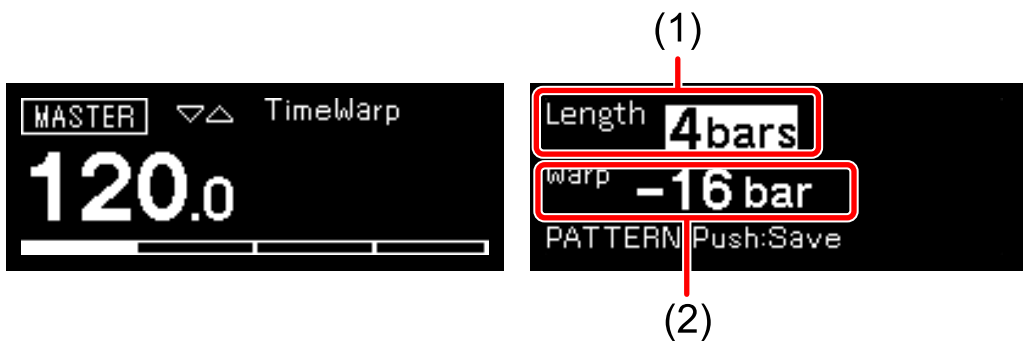 (1)
MASTER ▽△ TimeWarp
120.0
Length 4bars
Warp -16 bar
PATTERN Push:Save
(2)